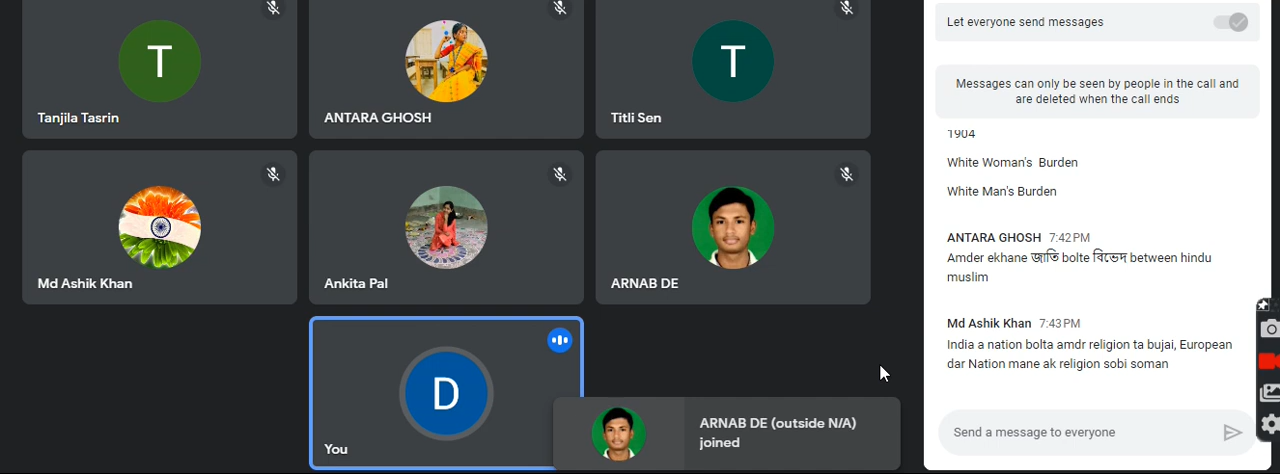 T
Tanjila Tasrin
ANTARA GHOSH
T
Titli Sen
Md Ashik Khan
Ankita Pal
ARNAB DE
D
You
ARNAB DE (outside N/A)
joined
Let everyone send messages
Messages can only be seen by people in the call and
are deleted when the call ends
1904
White Woman's Burden
White Man's Burden
ANTARA GHOSH 7:42 PM
Amder ekhane জাতি bolte বিভেদ between hindu
muslim
Md Ashik Khan 7:43 PM
India a nation bolta amdr religion ta bujai, European
dar Nation mane ak religion sobi soman
Send a message to everyone